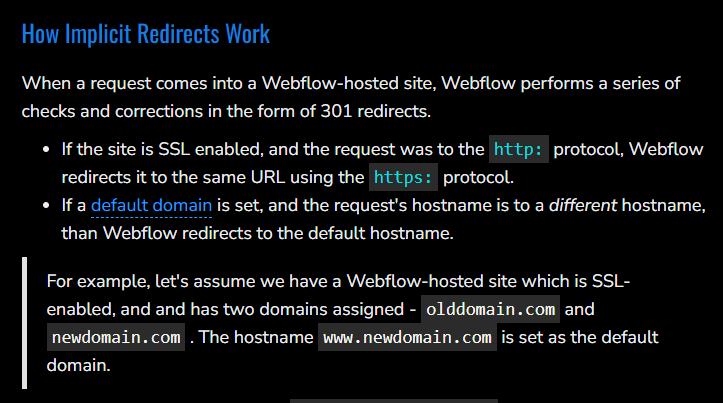 How Implicit Redirects Work
When a request comes into a Webflow-hosted site, Webflow performs a series of
checks and corrections in the form of 301 redirects.
• If the site is SSL enabled, and the request was to the http: protocol, Webflow
redirects it to the same URL using the https: protocol.
• If a default domain is set, and the request's hostname is to a different hostname,
than Webflow redirects to the default hostname.
For example, let's assume we have a Webflow-hosted site which is SSL-
enabled, and and has two domains assigned - olddomain.com and
newdomain.com . The hostname www.newdomain.com is set as the default
domain.